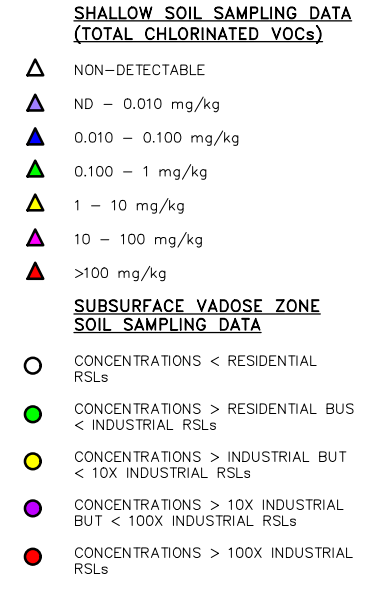 SHALLOW SOIL SAMPLING DATA
(TOTAL CHLORINATED VOCs)
NON-DETECTABLE
ND - 0.010 mg/kg
0.010 - 0.100 mg/kg
0.100 - 1 mg/kg
1 - 10 mg/kg
10 - 100 mg/kg
>100 mg/kg
SUBSURFACE VADOSE ZONE
SOIL SAMPLING DATA
CONCENTRATIONS < RESIDENTIAL
RSLs
CONCENTRATIONS > RESIDENTIAL BUS
< INDUSTRIAL RSLs
CONCENTRATIONS > INDUSTRIAL BUT
< 10X INDUSTRIAL RSLs
CONCENTRATIONS > 10X INDUSTRIAL
BUT < 100X INDUSTRIAL RSLs
CONCENTRATIONS > 100X INDUSTRIAL
RSLs